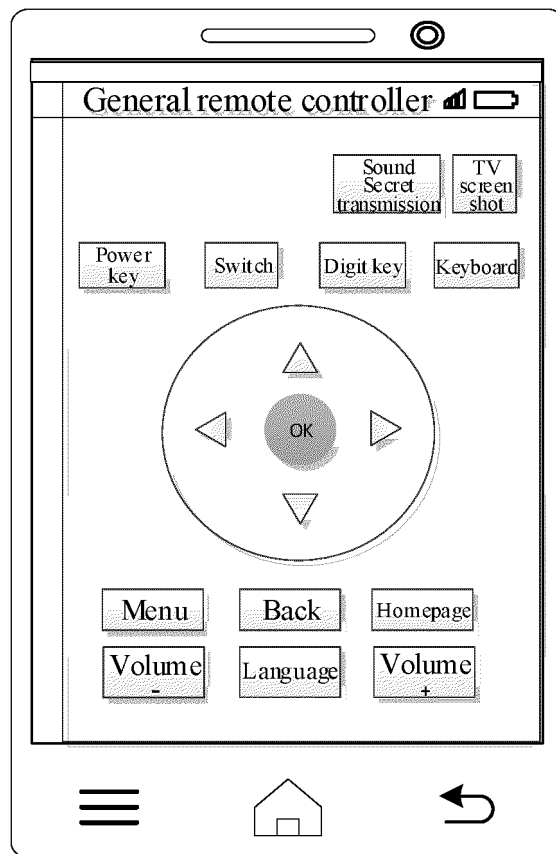 General remote controller
Sound
Secret
transmission
TV
screen
shot
Power
key
Switch
Digit key
Keyboard
OK
Menu
Back
Homepage
Volume
-
Language
Volume
+